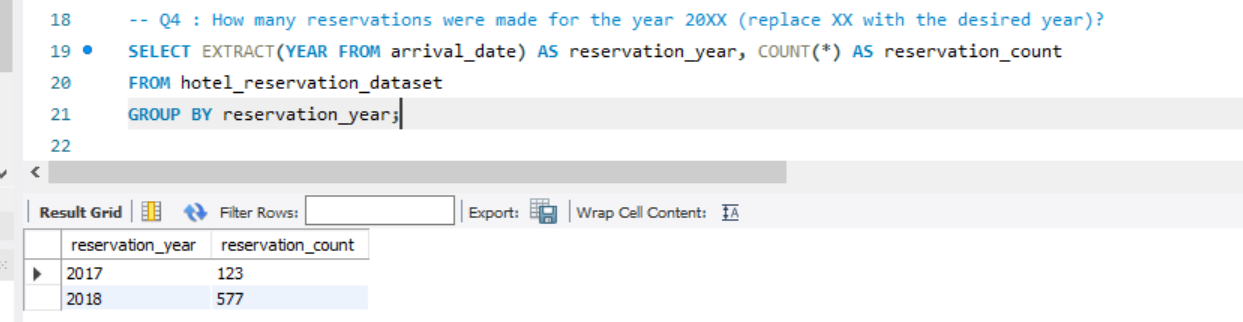 18 -- Q4 : How many reservations were made for the year 20XX (replace XX with the desired year)?
19 SELECT EXTRACT(YEAR FROM arrival_date) AS reservation_year, COUNT(*) AS reservation_count
20 FROM hotel_reservation_dataset
21 GROUP BY reservation_year;
22
Result Grid Filter Rows: Export: Wrap Cell Content: IA
reservation_year reservation_count
2017 123
2018 577